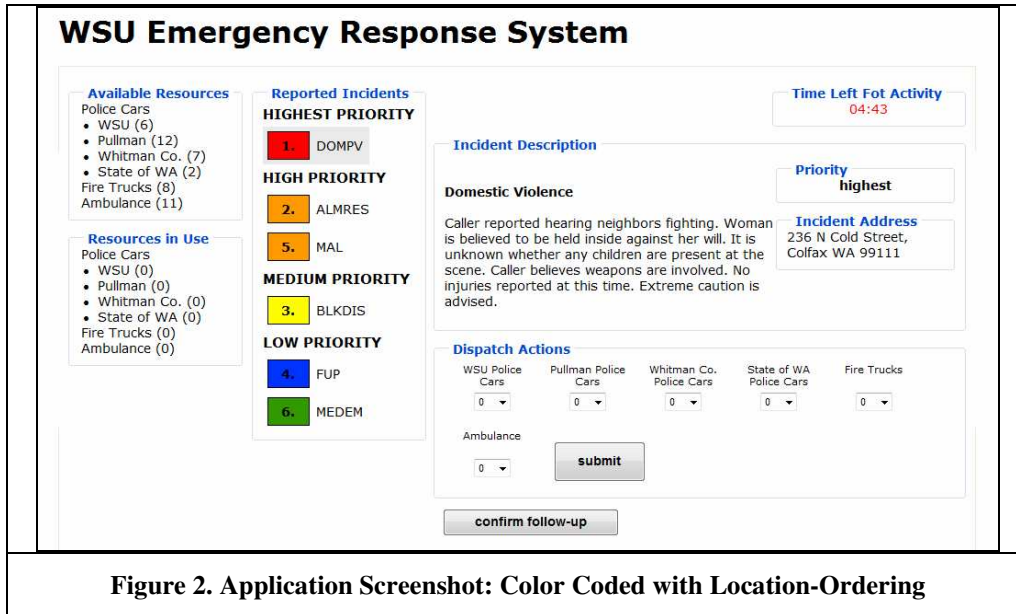 WSU Emergency Response System
Available Resources
Police Cars
• WSU (6)
• Pullman (12)
• Whitman Co. (7)
• State of WA (2)
Fire Trucks (8)
Ambulance (11)
Resources in Use
Police Cars
• WSU (0)
• Pullman (0)
• Whitman Co. (0)
• State of WA (0)
Fire Trucks (0)
Ambulance (0)
Reported Incidents
HIGHEST PRIORITY
1. DOMPV
HIGH PRIORITY
2. ALMRES
5. MAL
MEDIUM PRIORITY
3. BLKDIS
LOW PRIORITY
4. FUP
6. MEDEM
Time Left Fot Activity
04:43
Incident Description
Domestic Violence
Caller reported hearing neighbors fighting. Woman
is believed to be held inside against her will. It is
unknown whether any children are present at the
scene. Caller believes weapons are involved. No
injuries reported at this time. Extreme caution is
advised.
Priority
highest
Incident Address
236 N Cold Street,
Colfax WA 99111
Dispatch Actions
WSU Police Cars
0
Pullman Police Cars
0
Whitman Co. Police Cars
0
State of WA Police Cars
0
Fire Trucks
0
Ambulance
0
submit
confirm follow-up
Figure 2. Application Screenshot: Color Coded with Location-Ordering